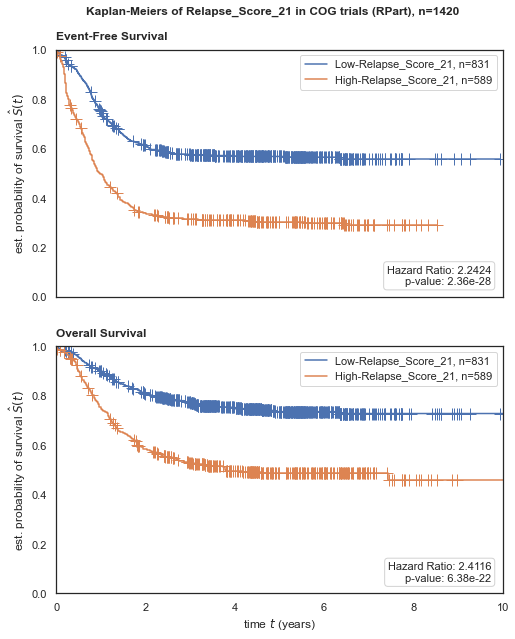 Kaplan-Meiers of Relapse_Score_21 in COG trials (RPart), n=1420
Event-Free Survival
est. probability of survival Ŝ(t)
1.0
0.8
0.6
0.4
0.2
0.0
Low-Relapse_Score_21, n=831
High-Relapse_Score_21, n=589
Hazard Ratio: 2.2424
p-value: 2.36e-28
Overall Survival
est. probability of survival Ŝ(t)
1.0
0.8
0.6
0.4
0.2
0.0
Low-Relapse_Score_21, n=831
High-Relapse_Score_21, n=589
Hazard Ratio: 2.4116
p-value: 6.38e-22
0 2 4 6 8 10
time t (years)